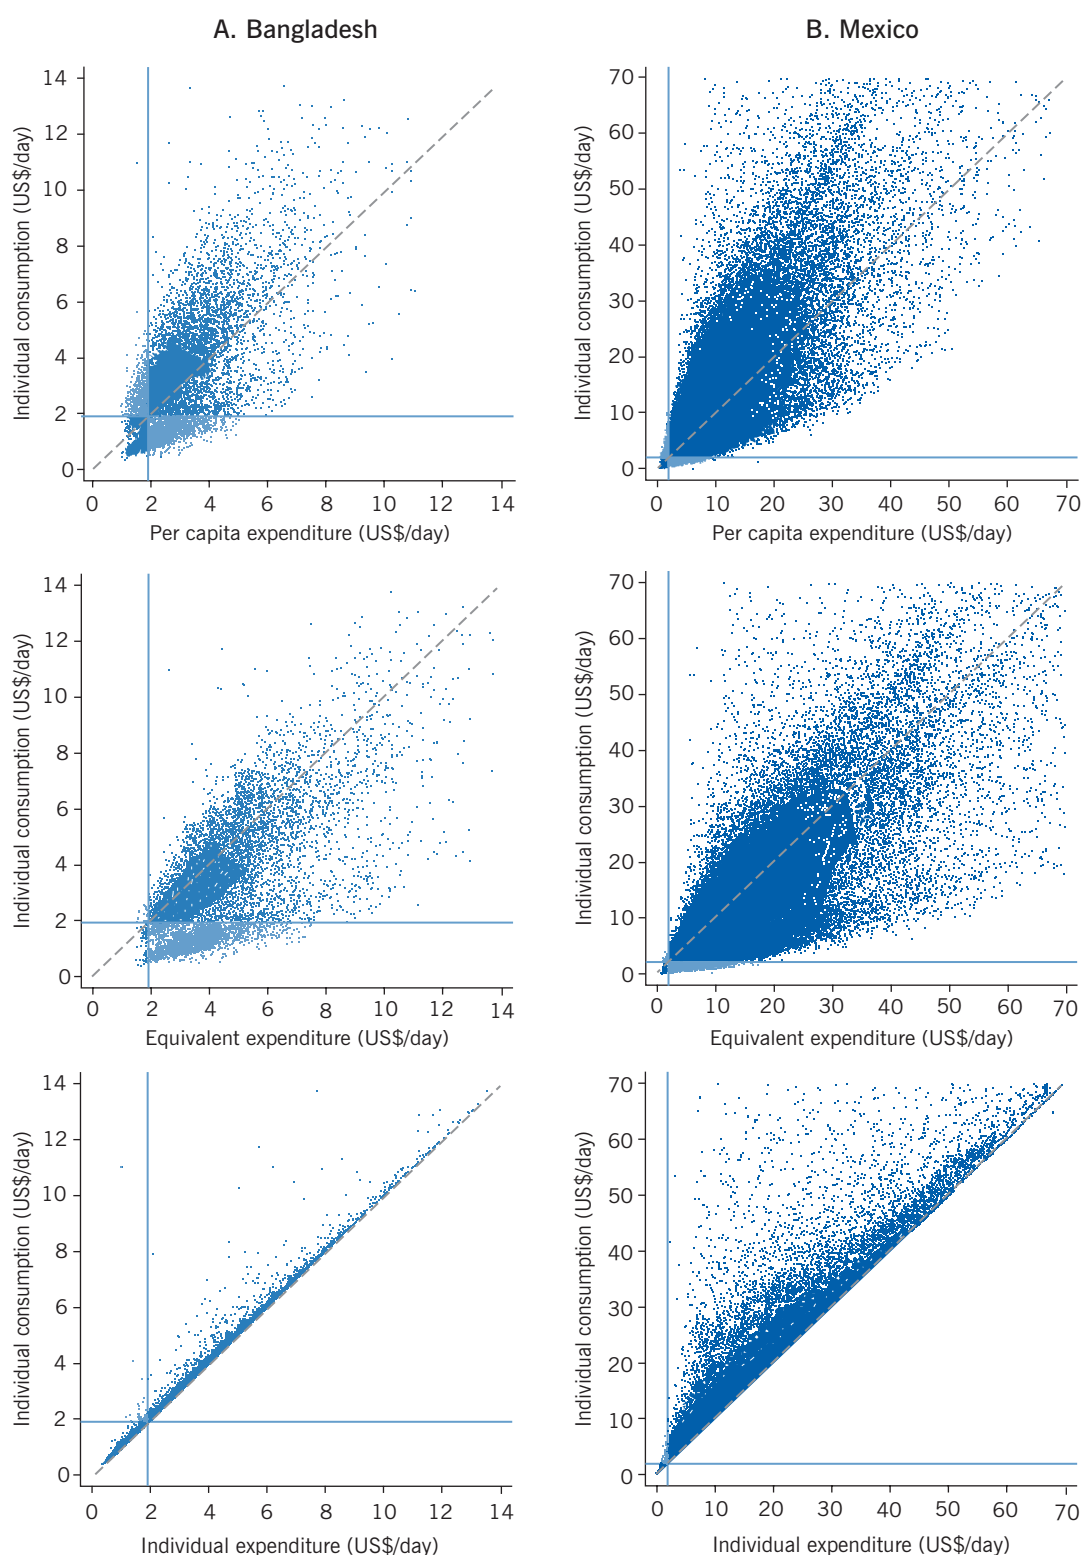 A. Bangladesh
B. Mexico
Individual consumption (US$/day)
14
12
10
8
6
4
2
0
0 2 4 6 8 10 12 14
Per capita expenditure (US$/day)
Individual consumption (US$/day)
70
60
50
40
30
20
10
0
0 10 20 30 40 50 60 70
Per capita expenditure (US$/day)
Individual consumption (US$/day)
14
12
10
8
6
4
2
0
0 2 4 6 8 10 12 14
Equivalent expenditure (US$/day)
Individual consumption (US$/day)
70
60
50
40
30
20
10
0
0 10 20 30 40 50 60 70
Equivalent expenditure (US$/day)
Individual consumption (US$/day)
14
12
10
8
6
4
2
0
0 2 4 6 8 10 12 14
Individual expenditure (US$/day)
Individual consumption (US$/day)
70
60
50
40
30
20
10
0
0 10 20 30 40 50 60 70
Individual expenditure (US$/day)